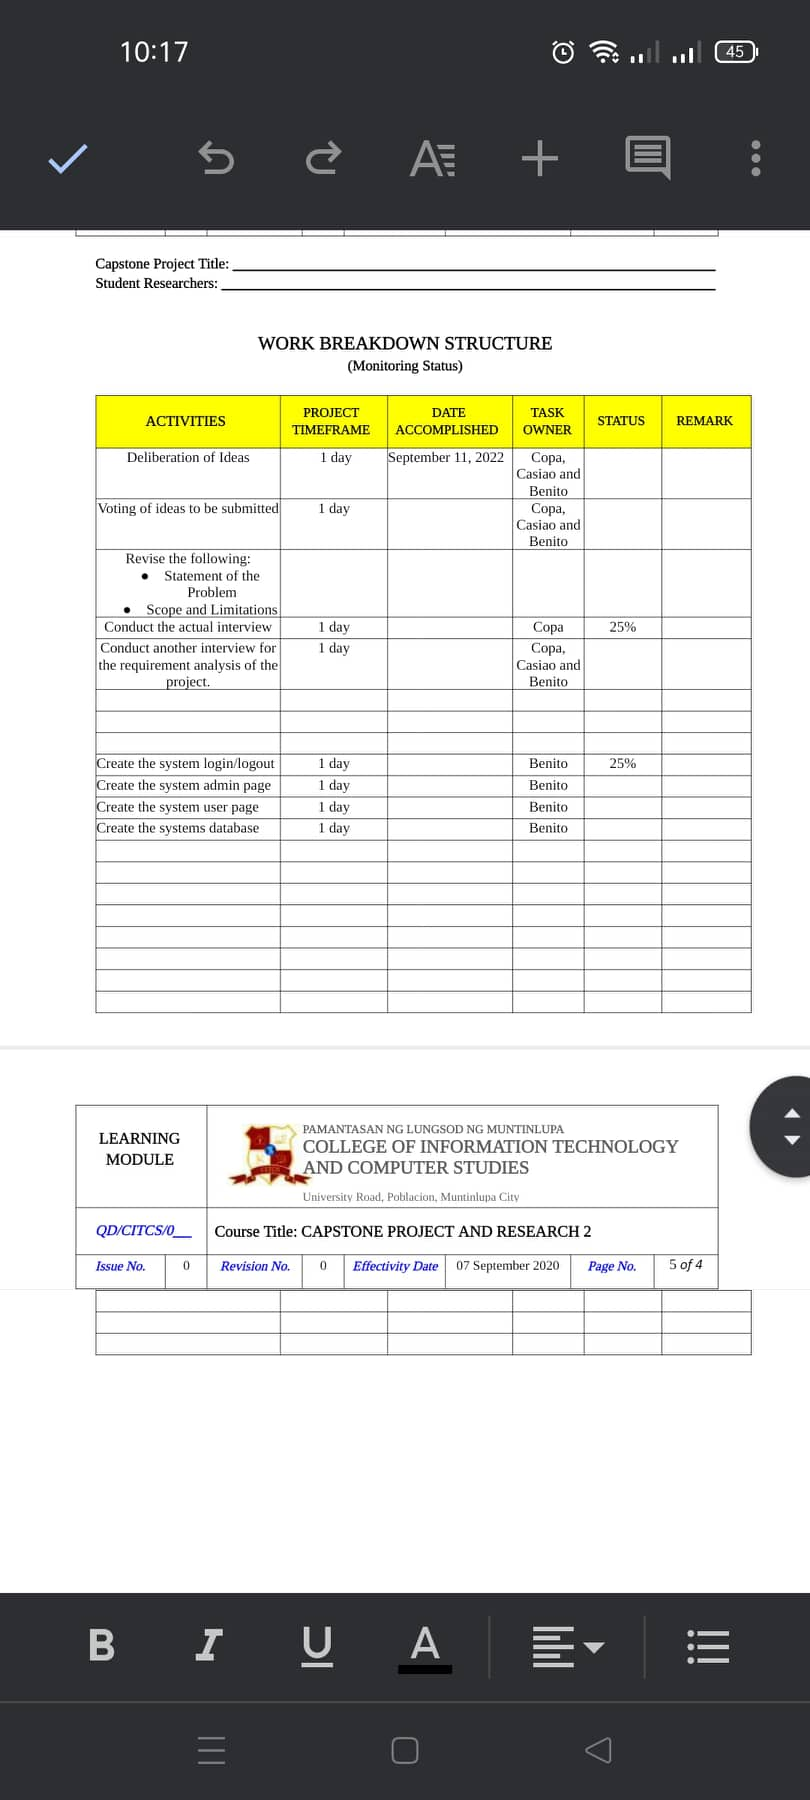 10:17
45
Capstone Project Title: ____________________
Student Researchers: ____________________
WORK BREAKDOWN STRUCTURE
(Monitoring Status)
ACTIVITIES PROJECT TIMEFRAME DATE ACCOMPLISHED TASK OWNER STATUS REMARK
Deliberation of Ideas 1 day September 11, 2022 Copa,
Casiao and
Benito
Voting of ideas to be submitted 1 day Copa,
Casiao and
Benito
Revise the following:
● Statement of the
Problem
● Scope and Limitations
Conduct the actual interview 1 day Copa 25%
Conduct another interview for 1 day Copa,
the requirement analysis of the Casiao and
project. Benito
Create the system login/logout 1 day Benito 25%
Create the system admin page 1 day Benito
Create the system user page 1 day Benito
Create the systems database 1 day Benito
LEARNING
MODULE
PAMANTASAN NG LUNGSOD NG MUNTINLUPA
COLLEGE OF INFORMATION TECHNOLOGY
AND COMPUTER STUDIES
University Road, Poblacion, Muntinlupa City
QD/CITCS/0__ Course Title: CAPSTONE PROJECT AND RESEARCH 2
Issue No. 0 Revision No. 0 Effectivity Date 07 September 2020 Page No. 5 of 4
B I U A